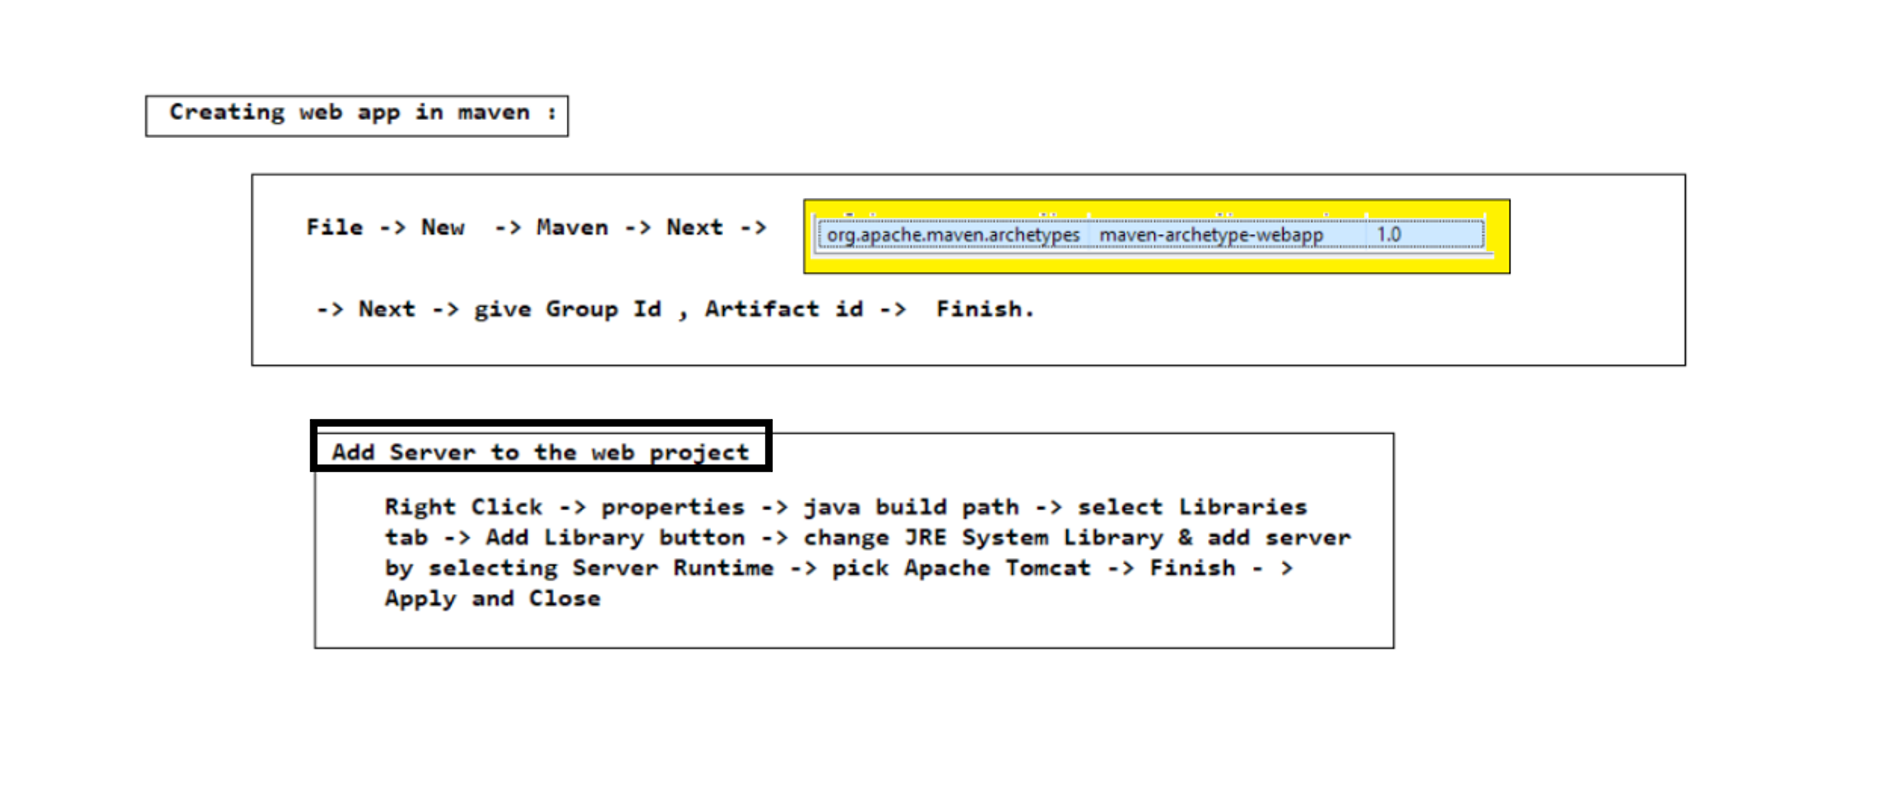 Creating web app in maven :
File -> New -> Maven -> Next -> org.apache.maven.archetypes maven-archetype-webapp 1.0
-> Next -> give Group Id , Artifact id -> Finish.
Add Server to the web project
Right Click -> properties -> java build path -> select Libraries
tab -> Add Library button -> change JRE System Library & add server
by selecting Server Runtime -> pick Apache Tomcat -> Finish - >
Apply and Close